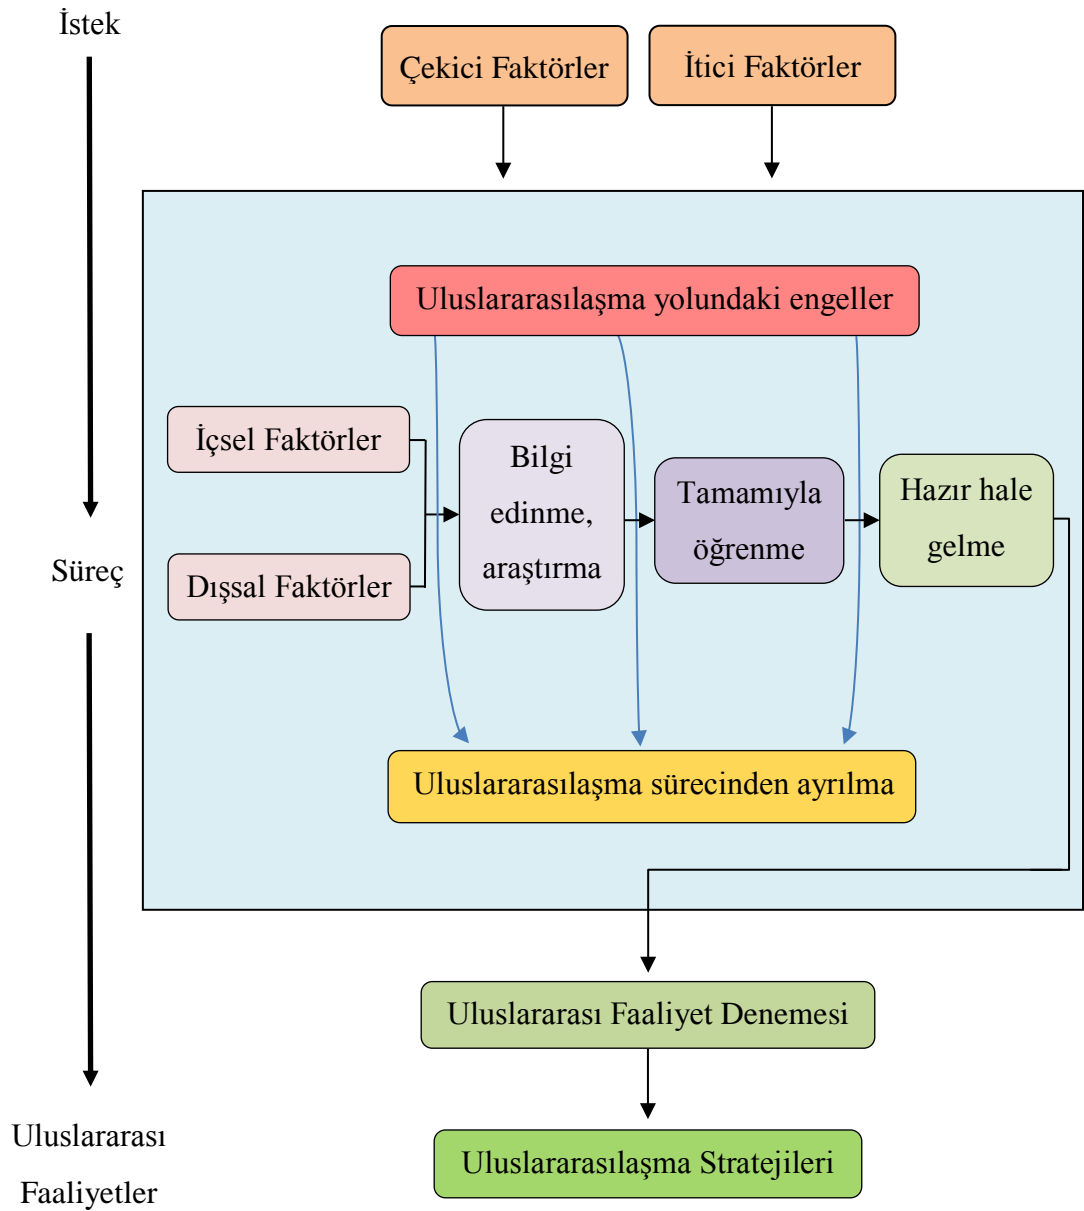 İstek
Çekici Faktörler
İtici Faktörler
Uluslararasılaşma yolundaki engeller
İçsel Faktörler
Dışsal Faktörler
Bilgi
edinme,
araştırma
Tamamıyla
öğrenme
Hazır hale
gelme
Süreç
Uluslararasılaşma sürecinden ayrılma
Uluslararası Faaliyet Denemesi
Uluslararası
Faaliyetler
Uluslararasılaşma Stratejileri